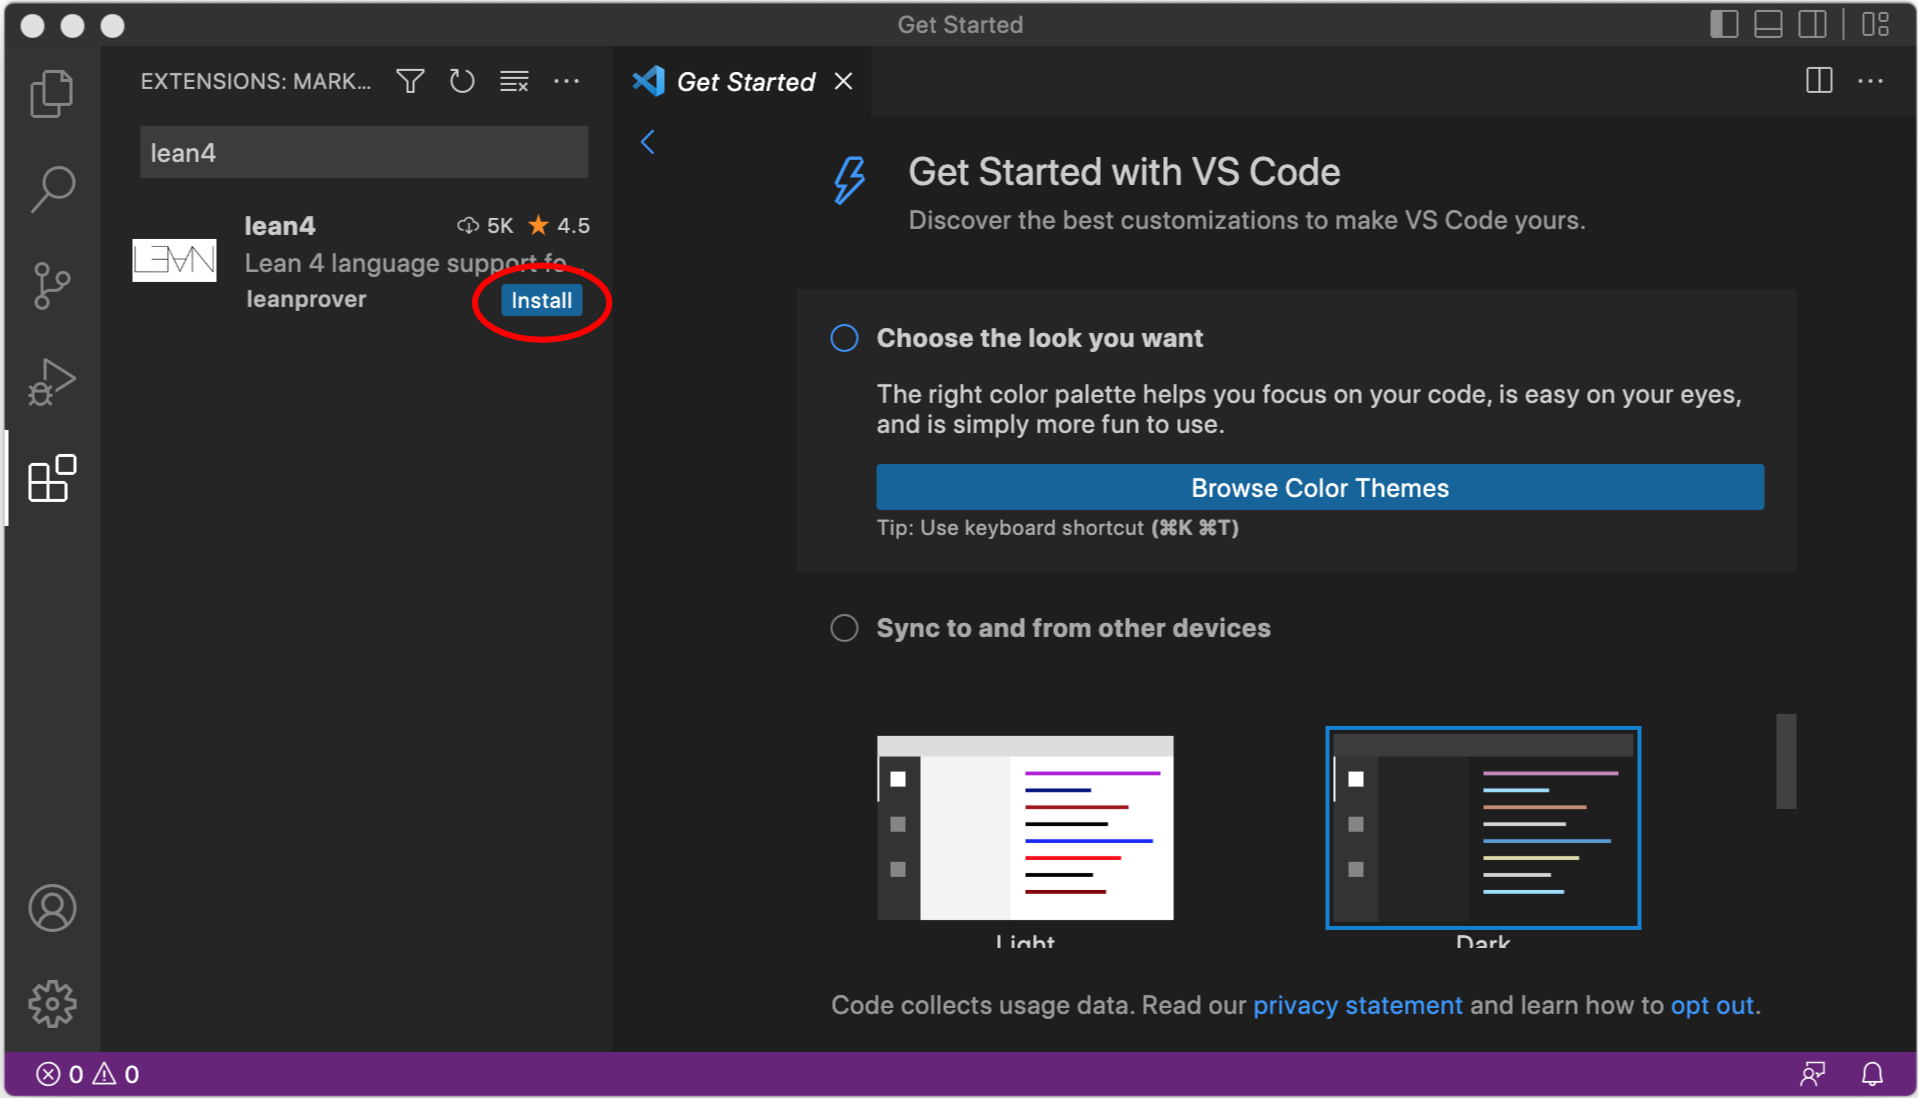 Get Started
EXTENSIONS: MARK...
Get Started
lean4
lean4
5K
4.5
Lean 4 language support fo...
leanprover
Install
LEAN
Get Started with VS Code
Discover the best customizations to make VS Code yours.
Choose the look you want
The right color palette helps you focus on your code, is easy on your eyes,
and is simply more fun to use.
Browse Color Themes
Tip: Use keyboard shortcut (⌘K ⌘T)
Sync to and from other devices
Light
Dark
Code collects usage data. Read our privacy statement and learn how to opt out.
0
0